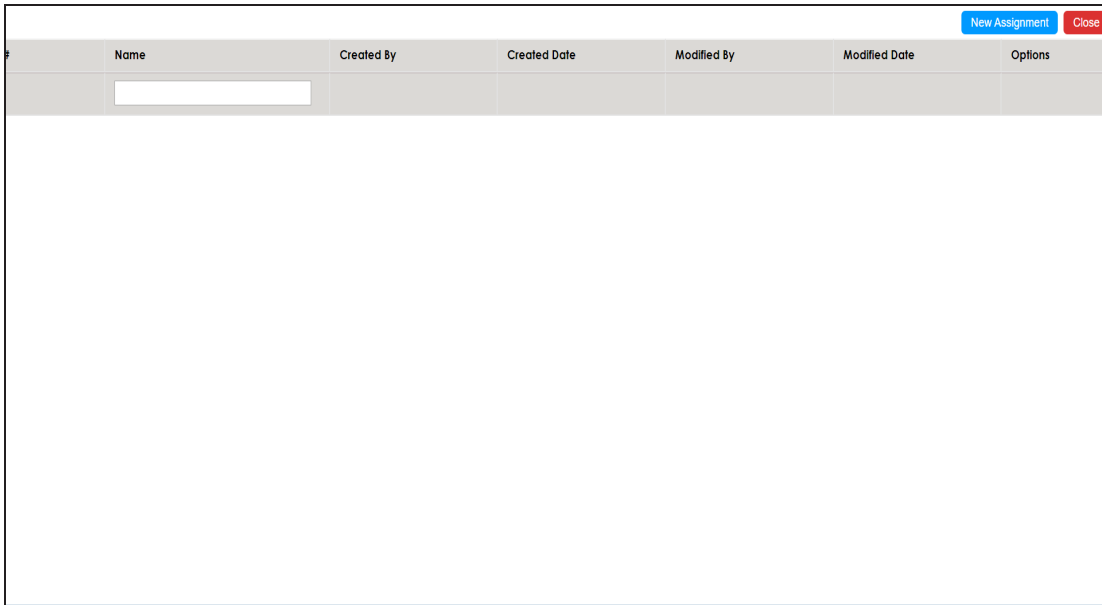 New Assignment Close
# Name Created By Created Date Modified By Modified Date Options